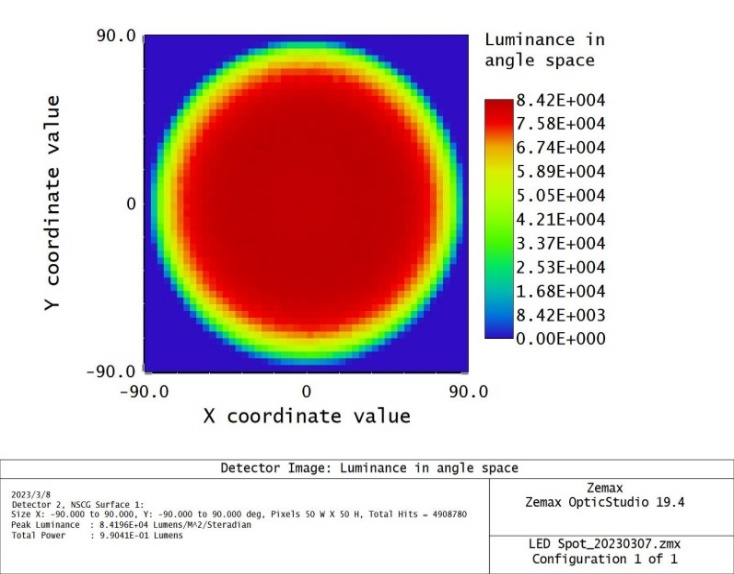 Luminance in
angle space
90.0
0
-90.0
Y coordinate value
8.42E+004
7.58E+004
6.74E+004
5.89E+004
5.05E+004
4.21E+004
3.37E+004
2.53E+004
1.68E+004
8.42E+003
0.00E+000
-90.0
0
90.0
X coordinate value
Detector Image: Luminance in angle space
2023/3/8
Detector 2, NSCG Surface 1:
Size X: -90.000 to 90.000, Y: -90.000 to 90.000 deg, Pixels 50 W X 50 H, Total Hits = 4908780
Peak Luminance : 8.4196E+04 Lumens/M^2/Steradian
Total Power : 9.9041E-01 Lumens
Zemax
Zemax OpticStudio 19.4
LED Spot_20230307.zmx
Configuration 1 of 1